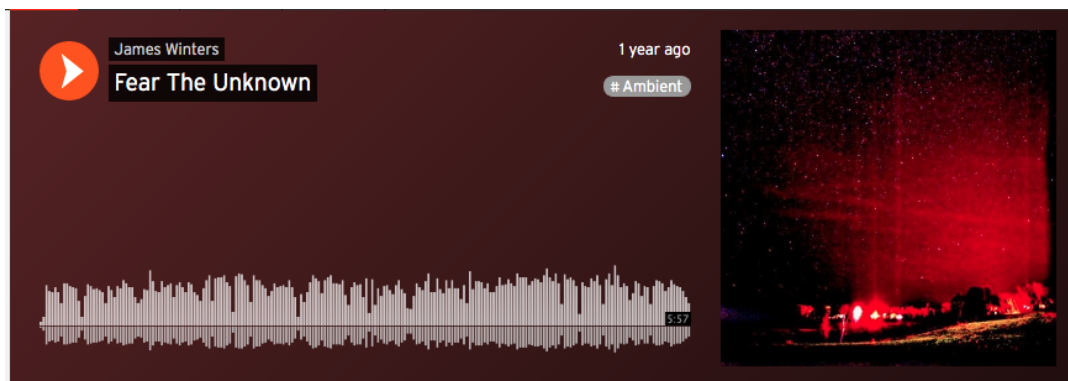 James Winters
1 year ago
Fear The Unknown
# Ambient
5:57